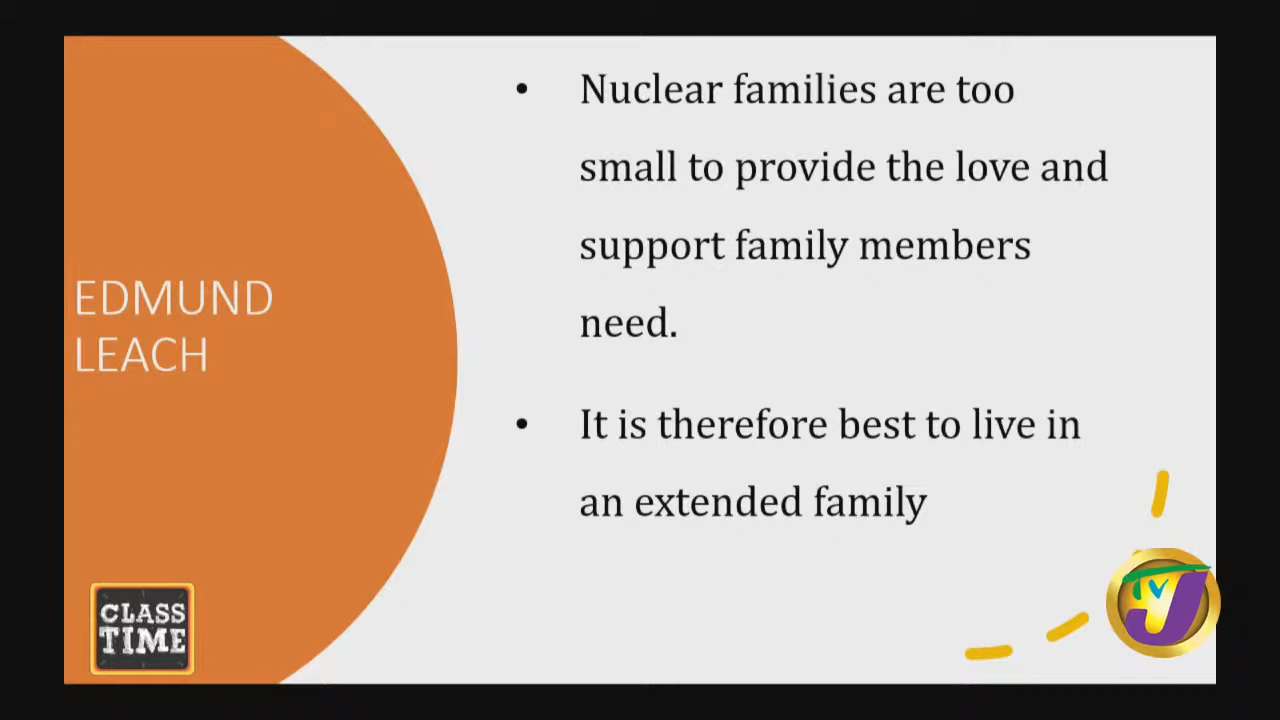 EDMUND
LEACH
• Nuclear families are too
small to provide the love and
support family members
need.
• It is therefore best to live in
an extended family
CLASS
TIME
TVJ